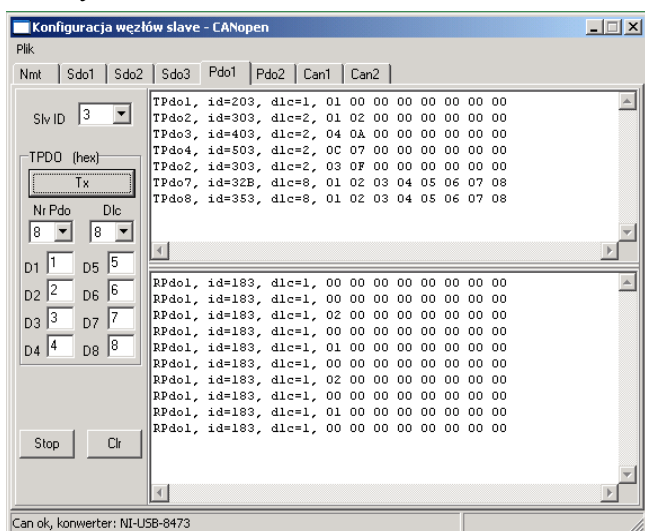 Konfiguracja węzłów slave - CANopen
Plik
Nmt Sdo1 Sdo2 Sdo3 Pdo1 Pdo2 Can1 Can2
Slv ID 3
TPDO (hex)
Tx
Nr Pdo Dlc
8 8
D1 1 D5 5
D2 2 D6 6
D3 3 D7 7
D4 4 D8 8
Stop Clr
TPdo1, id=203, dlc=1, 01 00 00 00 00 00 00 00
TPdo2, id=303, dlc=2, 01 02 00 00 00 00 00 00
TPdo3, id=403, dlc=2, 04 0A 00 00 00 00 00 00
TPdo4, id=503, dlc=2, 0C 07 00 00 00 00 00 00
TPdo2, id=303, dlc=2, 03 0F 00 00 00 00 00 00
TPdo7, id=32B, dlc=8, 01 02 03 04 05 06 07 08
TPdo8, id=353, dlc=8, 01 02 03 04 05 06 07 08
RPdo1, id=183, dlc=1, 00 00 00 00 00 00 00 00
RPdo1, id=183, dlc=1, 00 00 00 00 00 00 00 00
RPdo1, id=183, dlc=1, 02 00 00 00 00 00 00 00
RPdo1, id=183, dlc=1, 00 00 00 00 00 00 00 00
RPdo1, id=183, dlc=1, 01 00 00 00 00 00 00 00
RPdo1, id=183, dlc=1, 00 00 00 00 00 00 00 00
RPdo1, id=183, dlc=1, 02 00 00 00 00 00 00 00
RPdo1, id=183, dlc=1, 00 00 00 00 00 00 00 00
RPdo1, id=183, dlc=1, 01 00 00 00 00 00 00 00
RPdo1, id=183, dlc=1, 00 00 00 00 00 00 00 00
Can ok, konwerter: NI-USB-8473